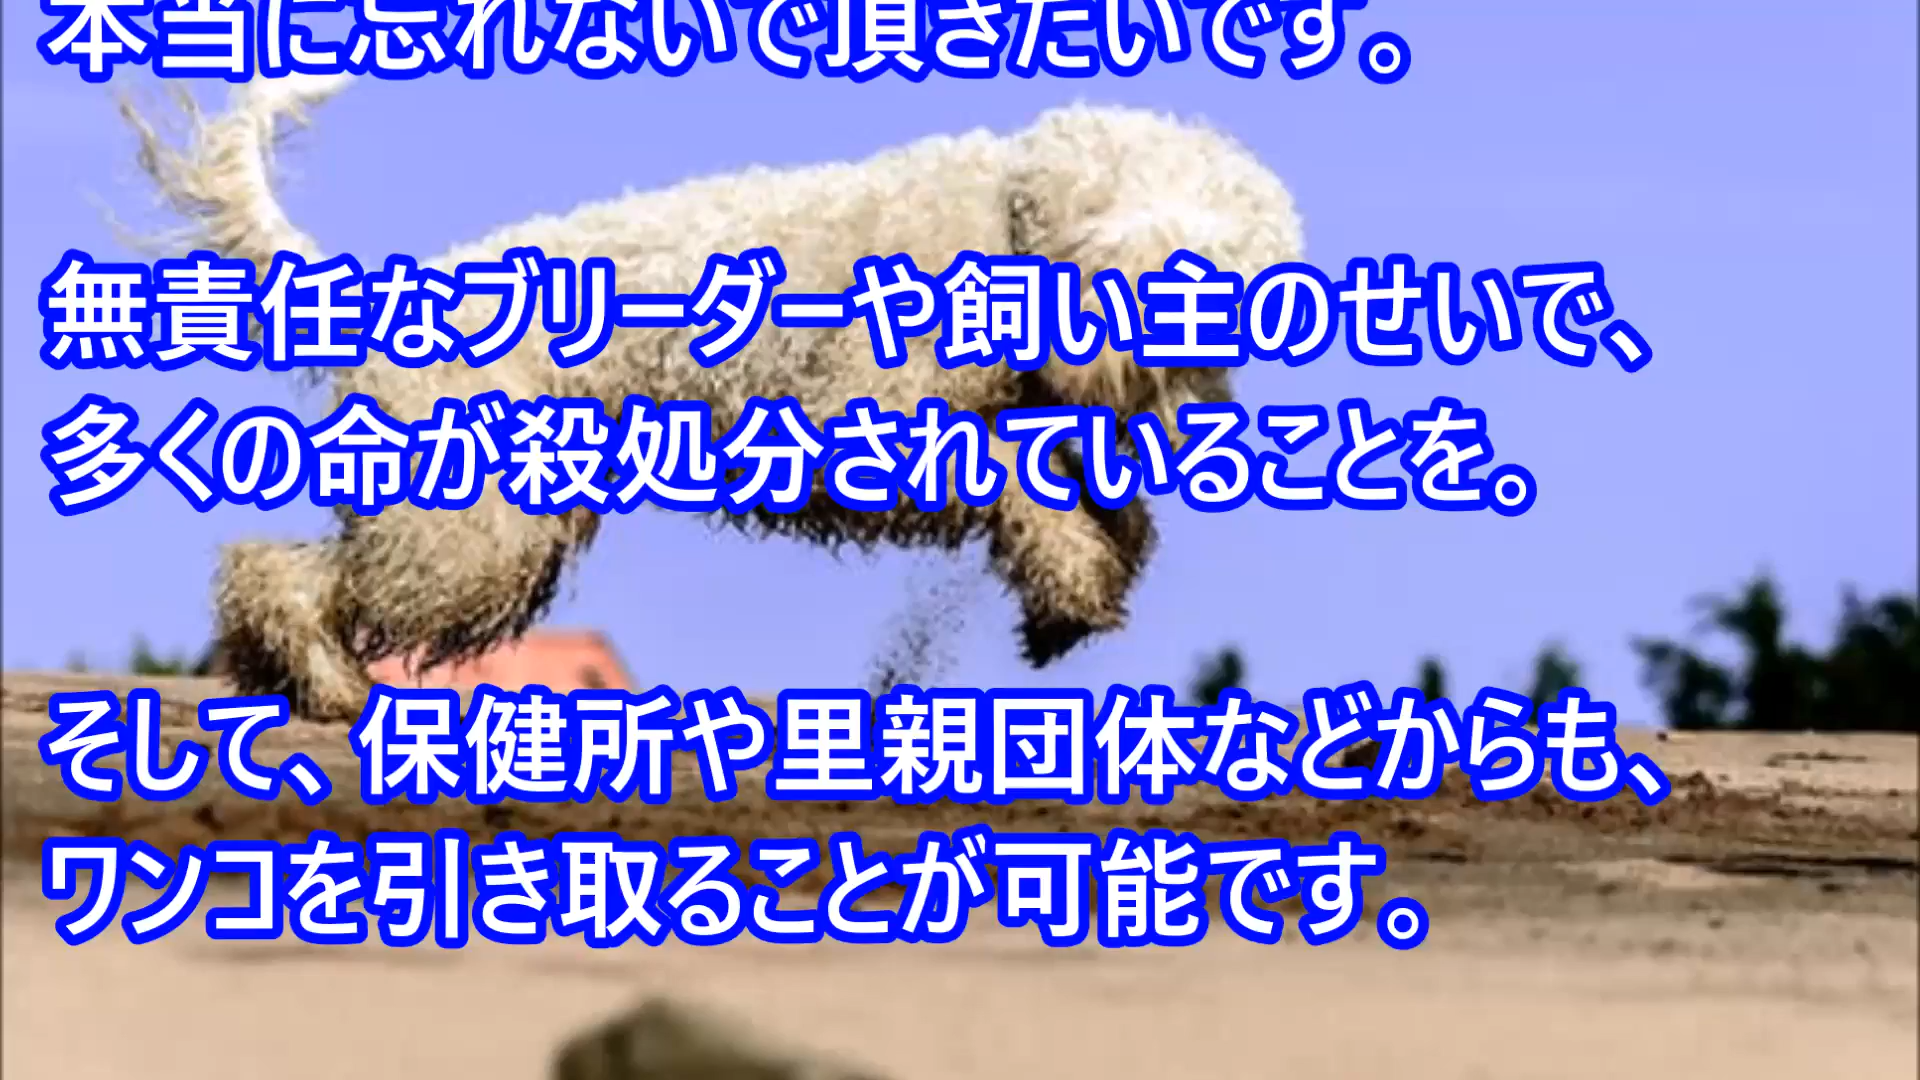 本当に忘れないで頂きたいです。
無責任なブリーダーや飼い主のせいで、
多くの命が殺処分されていることを。
そして、保健所や里親団体などからも、
ワンコを引き取ることが可能です。